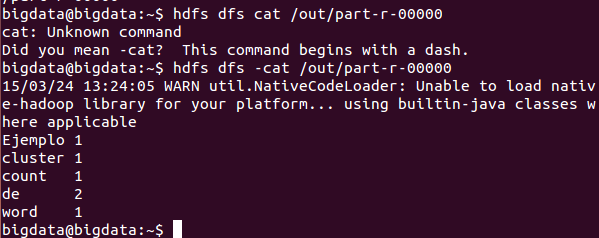 /part-r-00000
bigdata@bigdata:~$ hdfs dfs cat /out/part-r-00000
cat: Unknown command
Did you mean -cat?  This command begins with a dash.
bigdata@bigdata:~$ hdfs dfs -cat /out/part-r-00000
15/03/24 13:24:05 WARN util.NativeCodeLoader: Unable to load nativ
e-hadoop library for your platform... using builtin-java classes w
here applicable
Ejemplo 1
cluster 1
count   1
de      2
word    1
bigdata@bigdata:~$